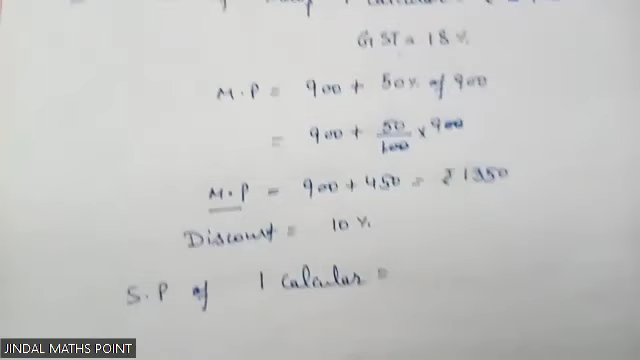 GST = 18 %
M.P = 900 + 50% of 900
= 900 + 50/100 × 900
M.P = 900 + 450 = ₹ 1350
Discount = 10 %
S.P of 1 Calcular =
JINDAL MATHS POINT